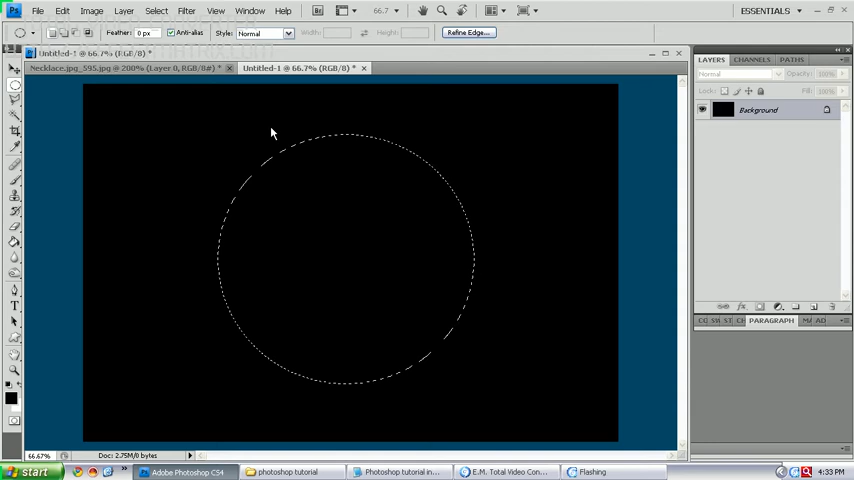 Ps File Edit Image Layer Select Filter Analysis View Window Help Br 66.7 ESSENTIALS
Feather: 0 px Anti-alias Style: Normal Width: Height: Refine Edge...
Untitled-1 @ 66.7% (RGB/8) *
Necklace.jpg_595.jpg @ 200% (Layer 0, RGB/8#) * Untitled-1 @ 66.7% (RGB/8) *
LAYERS CHANNELS PATHS
Normal Opacity: 100%
Lock: Fill: 100%
Background
PARAGRAPH AD
66.67% Doc: 2.75M/0 bytes
start Adobe Photoshop CS4 photoshop tutorial Photoshop tutorial in... E.M. Total Video Con... Flashing 4:33 PM